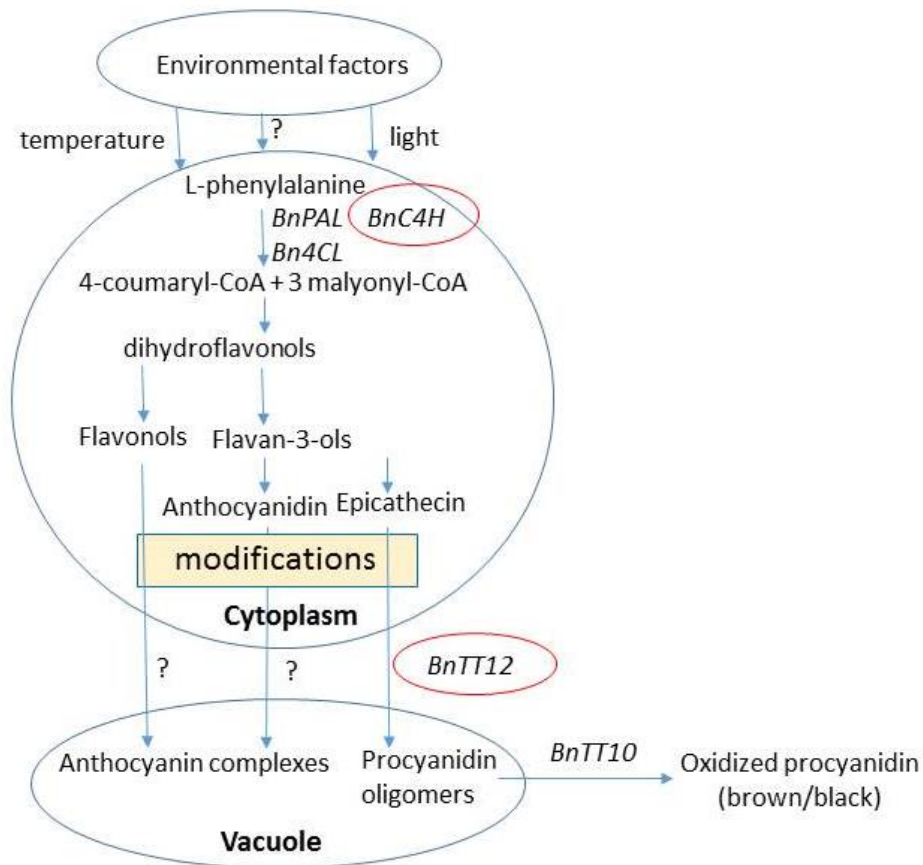 Environmental factors
temperature
?
light
L-phenylalanine
BnPAL BnC4H
Bn4CL
4-coumaryl-CoA + 3 malyonyl-CoA
dihydroflavonols
Flavonols Flavan-3-ols
Anthocyanidin Epicathecin
modifications
Cytoplasm
? ? BnTT12
Anthocyanin complexes
Procyanidin
oligomers
BnTT10
Oxidized procyanidin
(brown/black)
Vacuole